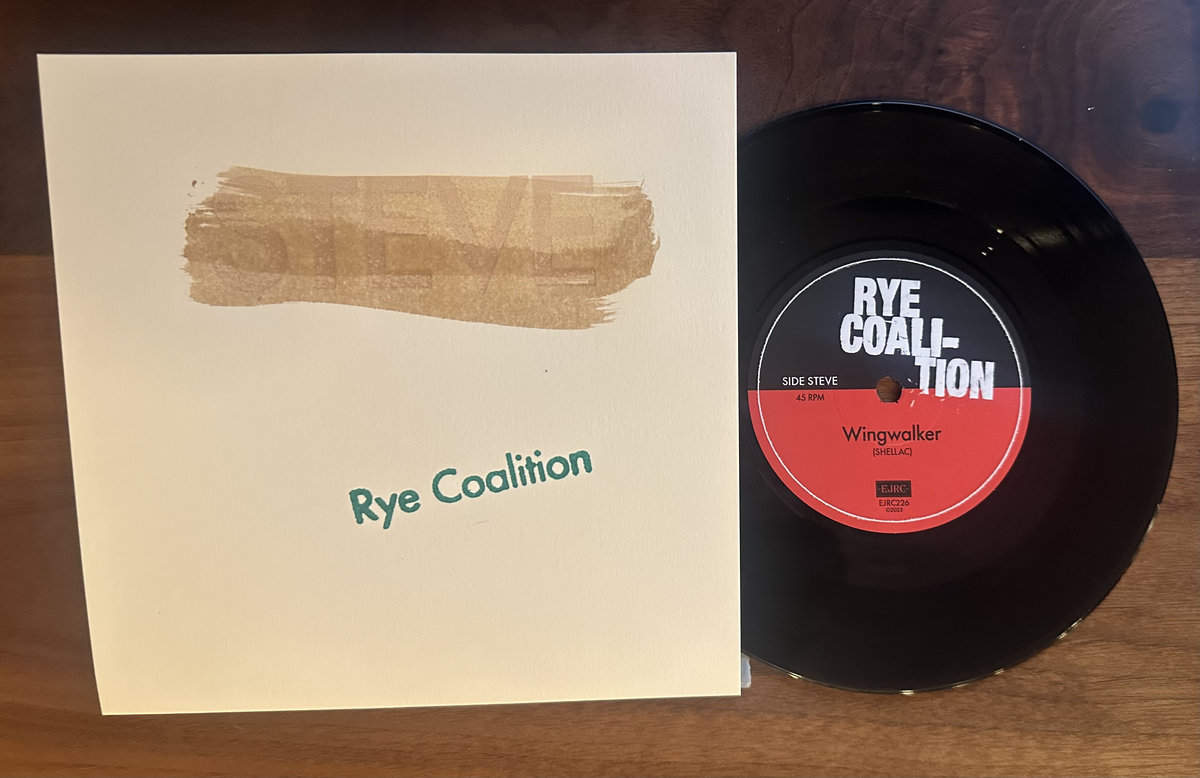 STEVE
Rye Coalition
RYE
COALI-
TION
SIDE STEVE
45 RPM
Wingwalker
(SHELLAC)
-EJRC-
EJRC226
©2025